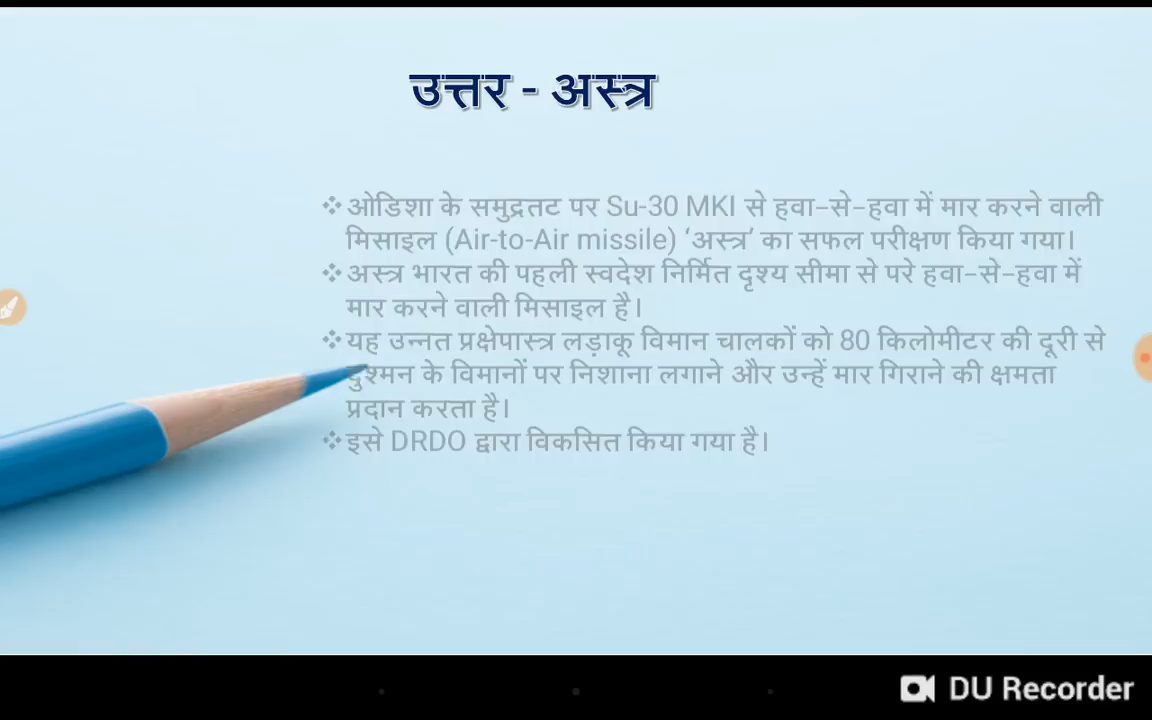 उत्तर - अस्त्र
❖ओडिशा के समुद्रतट पर Su-30 MKI से हवा-से-हवा में मार करने वाली
मिसाइल (Air-to-Air missile) ‘अस्त्र’ का सफल परीक्षण किया गया।
❖अस्त्र भारत की पहली स्वदेश निर्मित दृश्य सीमा से परे हवा-से-हवा में
मार करने वाली मिसाइल है।
❖यह उन्नत प्रक्षेपास्त्र लड़ाकू विमान चालकों को 80 किलोमीटर की दूरी से
दुश्मन के विमानों पर निशाना लगाने और उन्हें मार गिराने की क्षमता
प्रदान करता है।
❖इसे DRDO द्वारा विकसित किया गया है।
DU Recorder